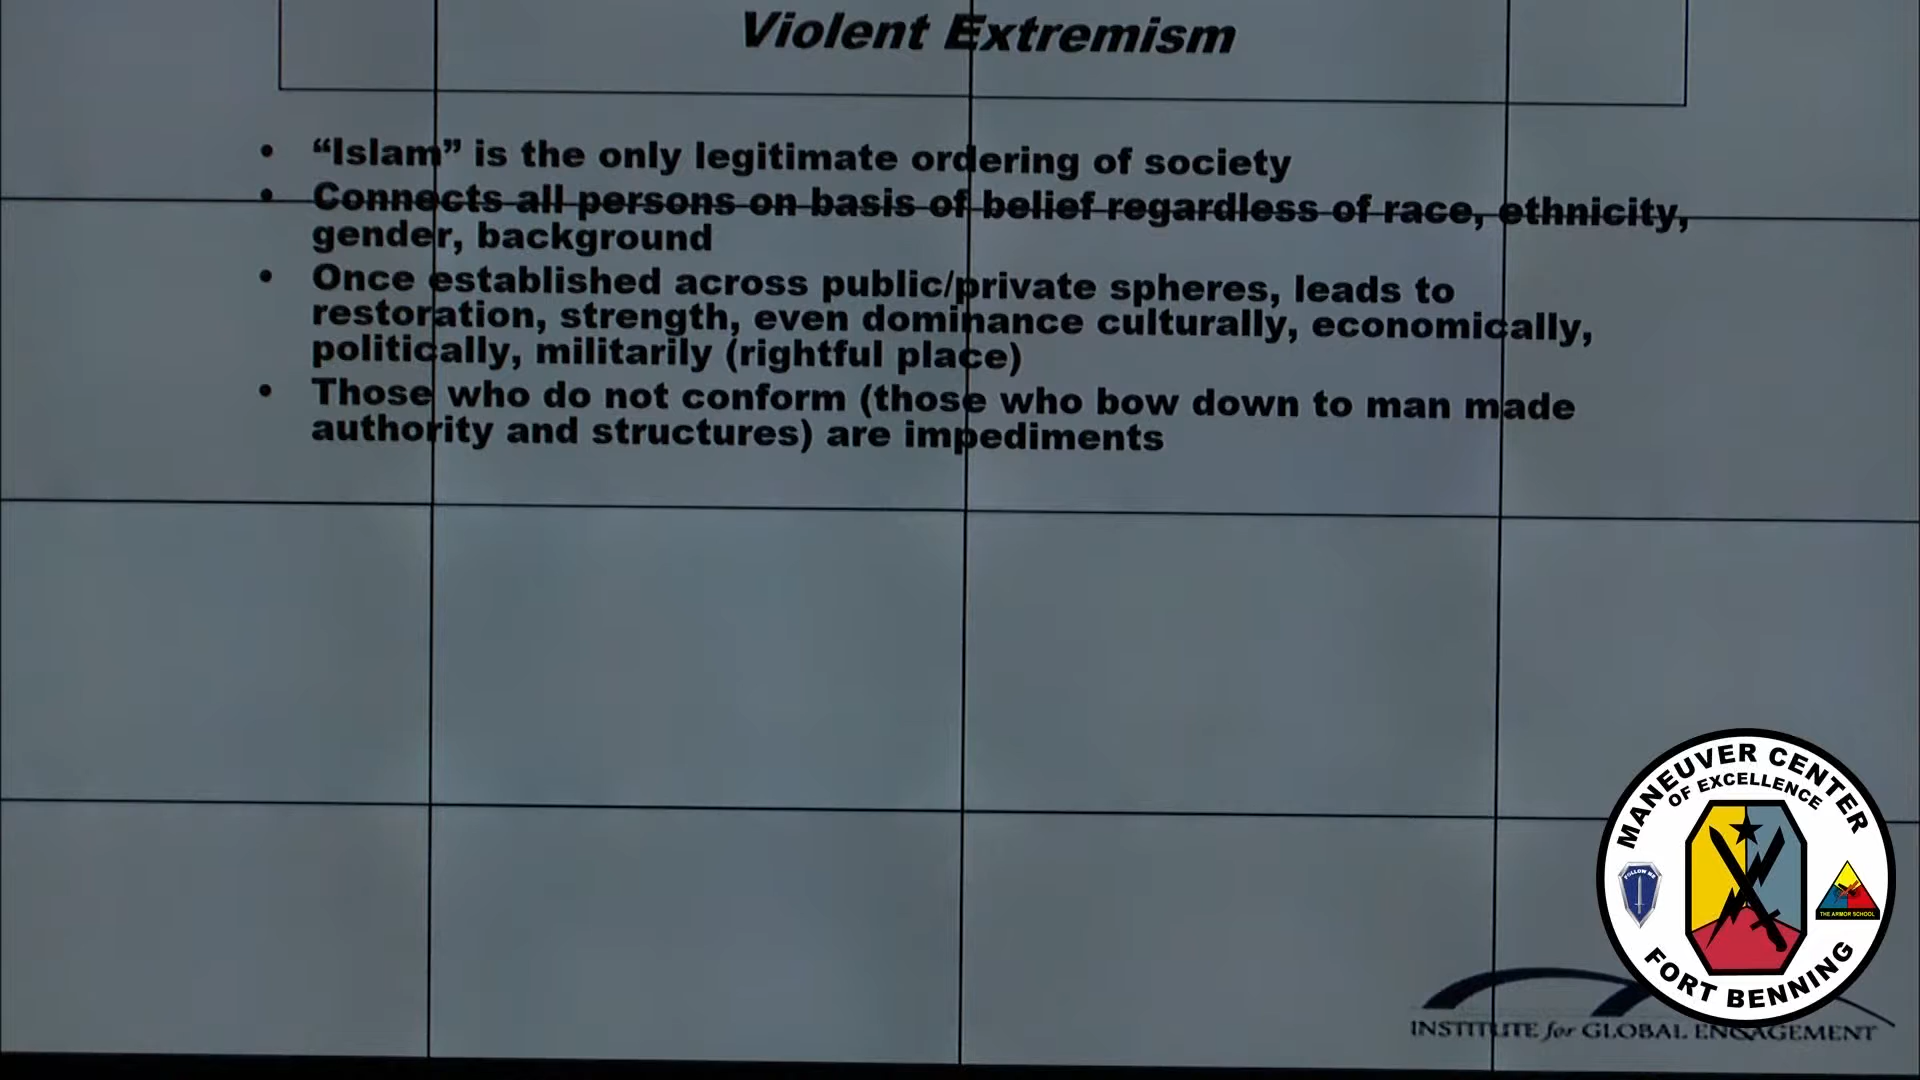 Violent Extremism
• “Islam” is the only legitimate ordering of society
• Connects all persons on basis of belief regardless of race, ethnicity,
gender, background
• Once established across public/private spheres, leads to
restoration, strength, even dominance culturally, economically,
politically, militarily (rightful place)
• Those who do not conform (those who bow down to man made
authority and structures) are impediments
MANEUVER CENTER
OF EXCELLENCE
FOLLOW ME
THE ARMOR SCHOOL
FORT BENNING
INSTITUTE for GLOBAL ENGAGEMENT